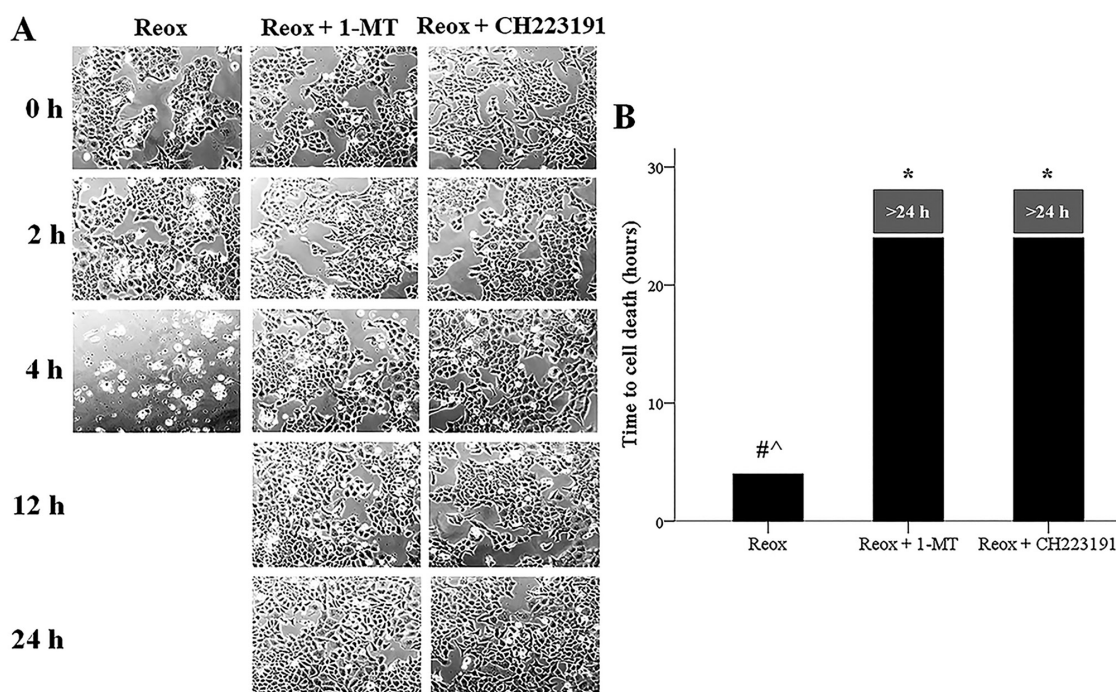 A
Reox
Reox + 1-MT
Reox + CH223191
0 h
2 h
4 h
12 h
24 h
B
Time to cell death (hours)
30
20
10
0
#^
*
>24 h
*
>24 h
Reox
Reox + 1-MT
Reox + CH223191